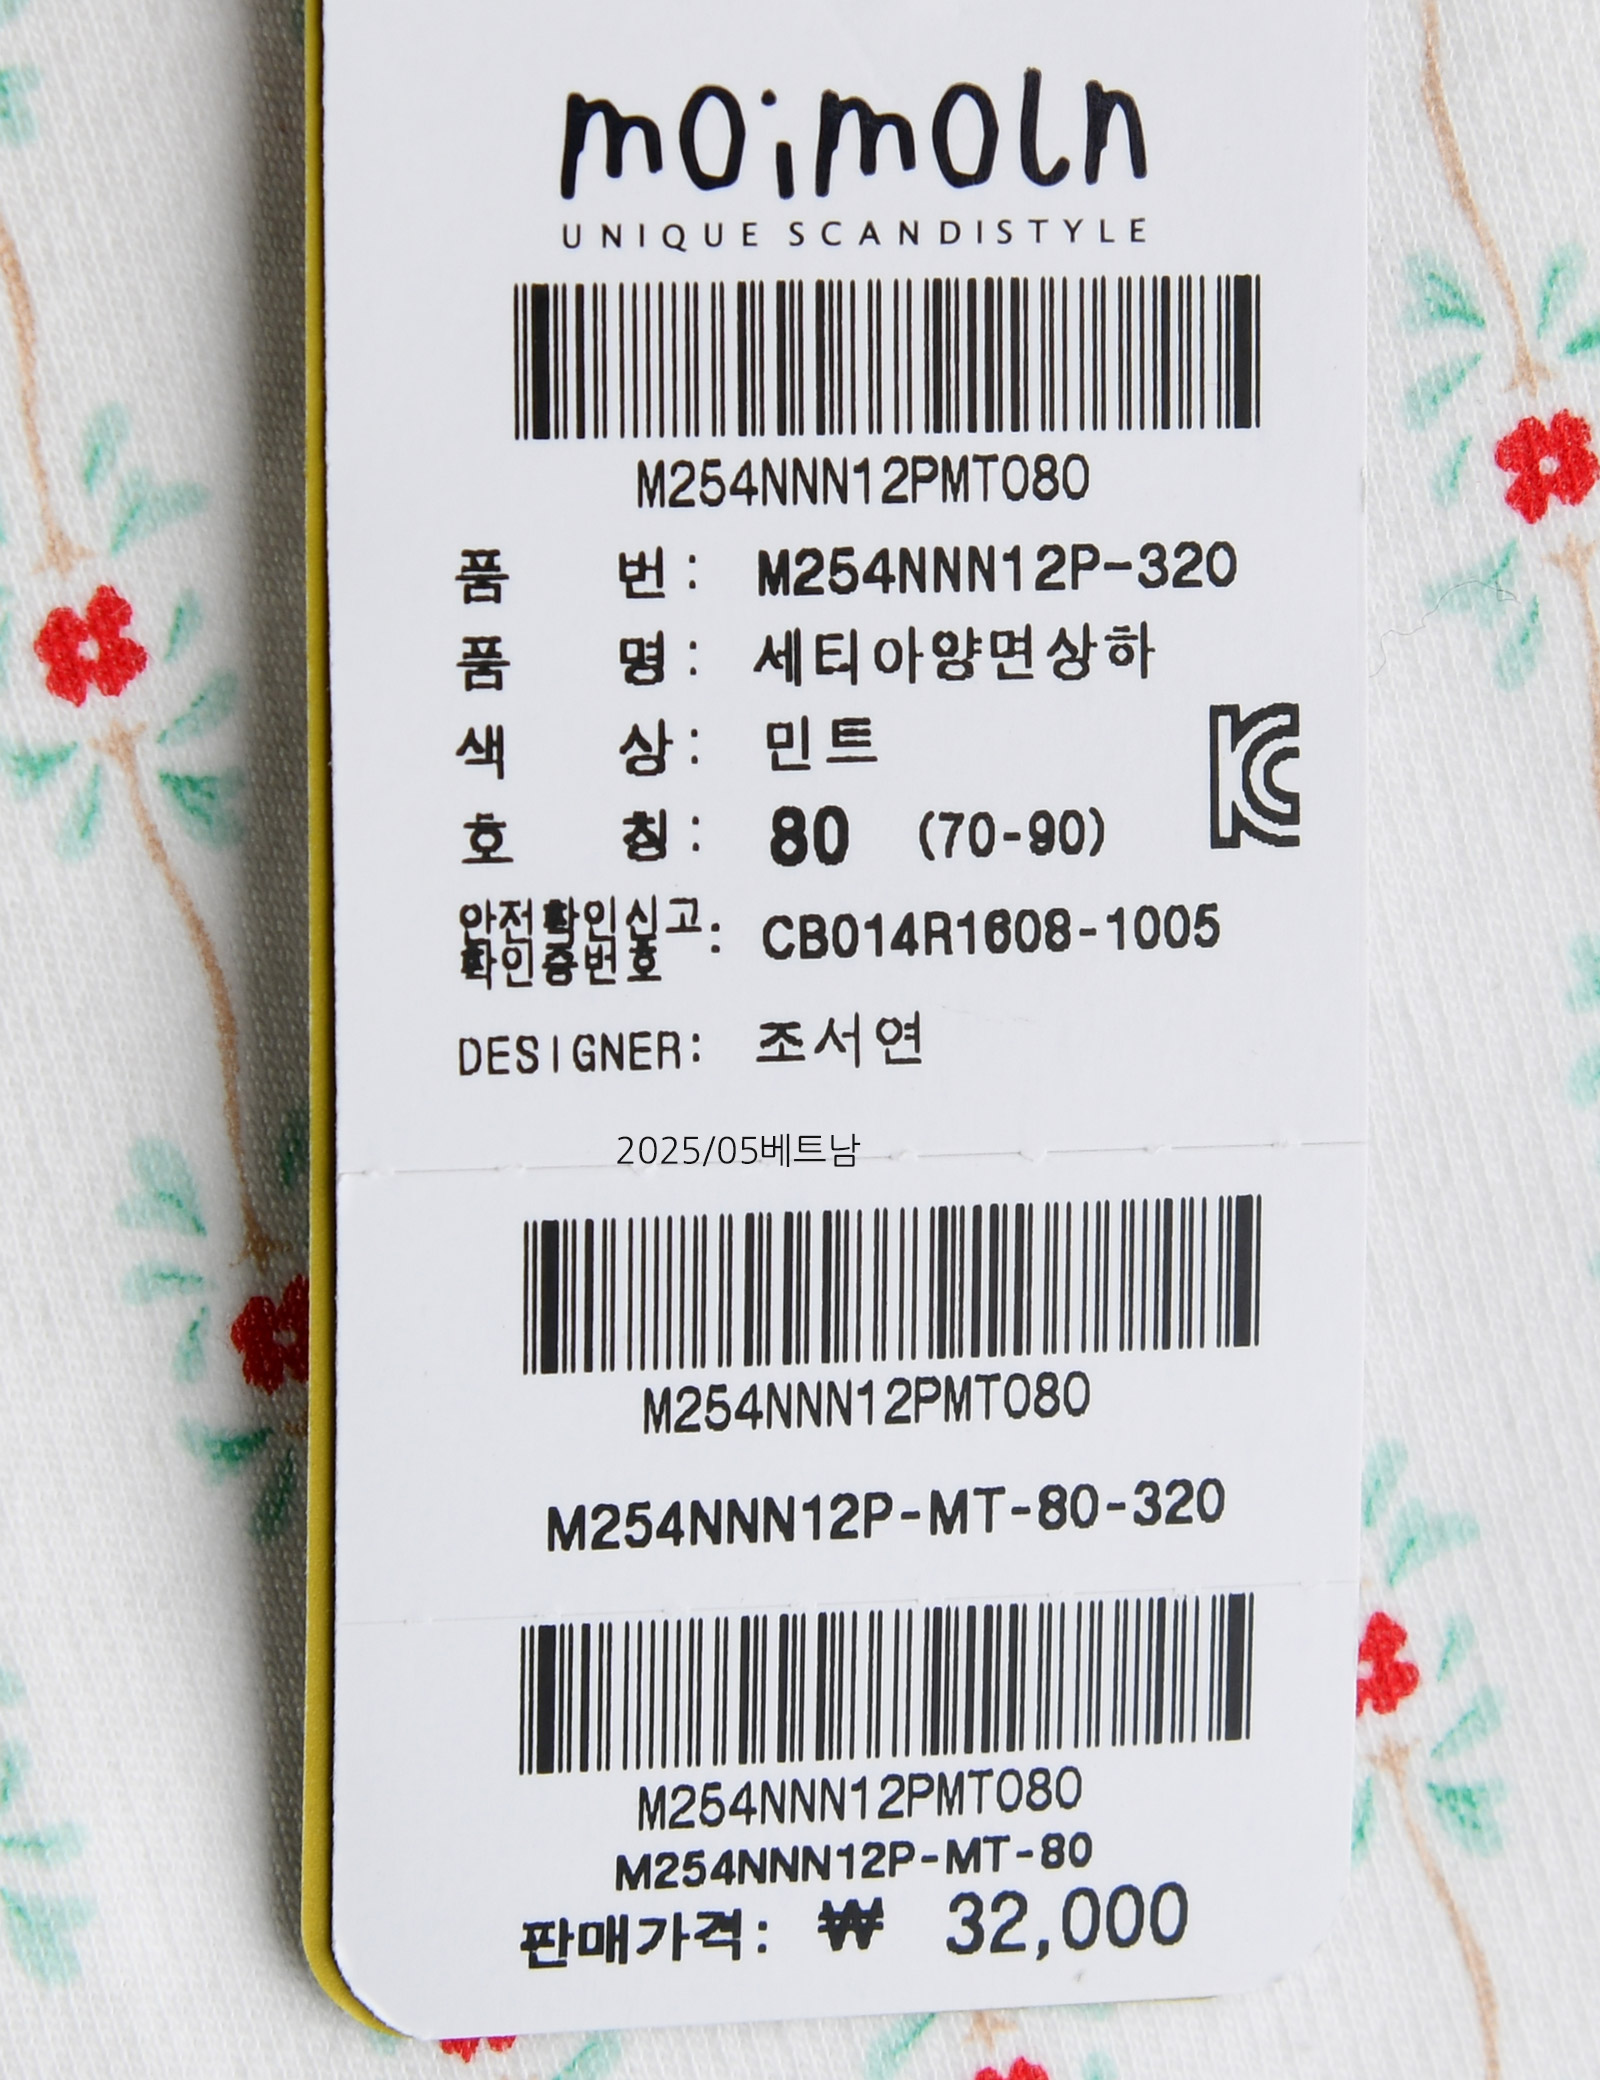 moimoln
UNIQUE SCANDISTYLE
M254NNN12PMT080
품 번: M254NNN12P-320
품 명: 세티아양면상하
색 상: 민트
호 칭: 80 (70-90)
안전확인신고
확인증번호: CB014R1608-1005
DESIGNER: 조서연
2025/05베트남
M254NNN12PMT080
M254NNN12P-MT-80-320
M254NNN12PMT080
M254NNN12P-MT-80
판매가격: ₩ 32,000